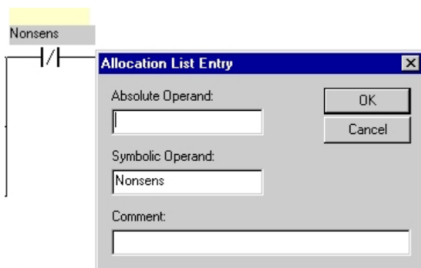 Nonsens
Allocation List Entry
Absolute Operand:
OK
Cancel
Symbolic Operand:
Nonsens
Comment: